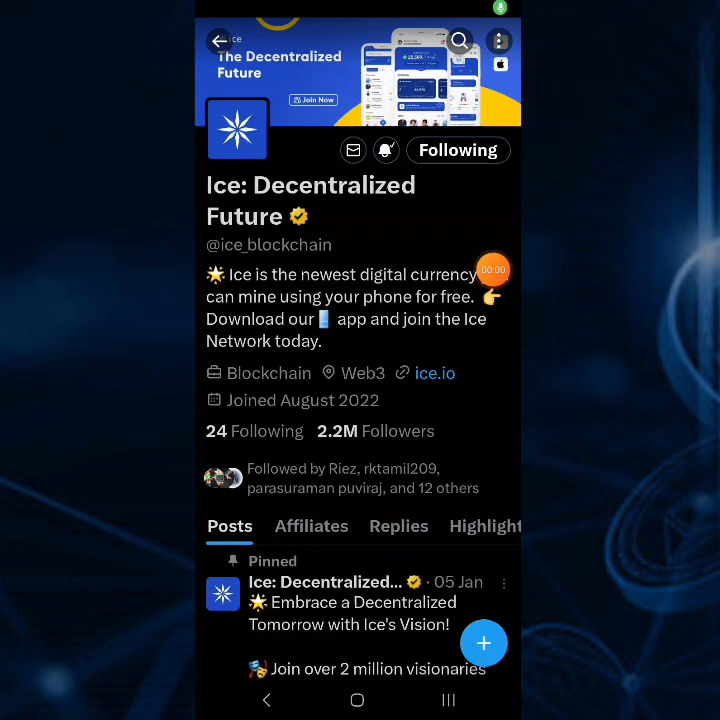 ice
The Decentralized
Future
Join Now
Following
Ice: Decentralized
Future
@ice_blockchain
🌟 Ice is the newest digital currency
00:00
can mine using your phone for free. 👉
Download our📱 app and join the Ice
Network today.
Blockchain Web3 ice.io
Joined August 2022
24 Following 2.2M Followers
Followed by Riez, rktamil209,
parasuraman puviraj, and 12 others
Posts Affiliates Replies Highlight
Pinned
Ice: Decentralized... · 05 Jan
🌟 Embrace a Decentralized
Tomorrow with Ice's Vision!
🎭 Join over 2 million visionaries